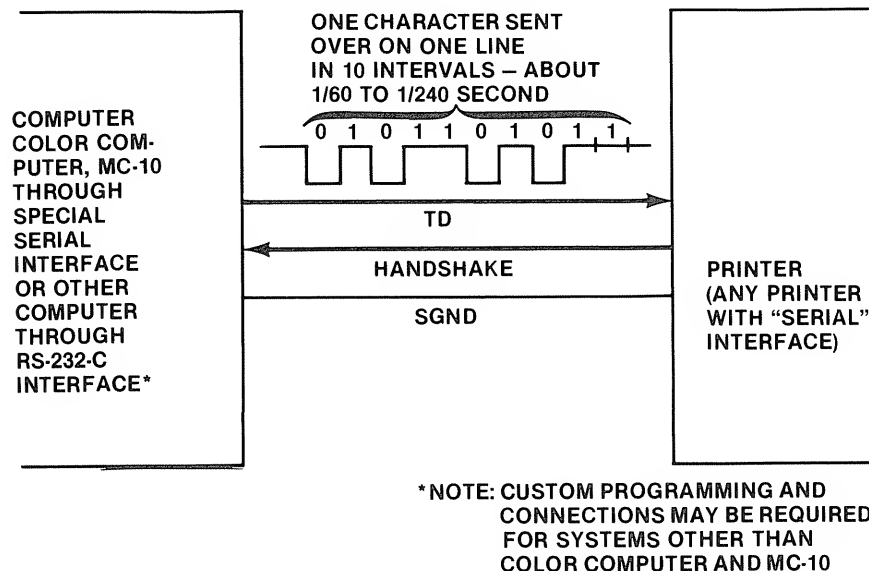 ONE CHARACTER SENT
OVER ON ONE LINE
IN 10 INTERVALS – ABOUT
1/60 TO 1/240 SECOND
0 1 0 1 1 0 1 0 1 1
COMPUTER
COLOR COM-
PUTER, MC-10
THROUGH
SPECIAL
SERIAL
INTERFACE
OR OTHER
COMPUTER
THROUGH
RS-232-C
INTERFACE*
TD
HANDSHAKE
SGND
PRINTER
(ANY PRINTER
WITH “SERIAL”
INTERFACE)
*NOTE: CUSTOM PROGRAMMING AND
CONNECTIONS MAY BE REQUIRED
FOR SYSTEMS OTHER THAN
COLOR COMPUTER AND MC-10